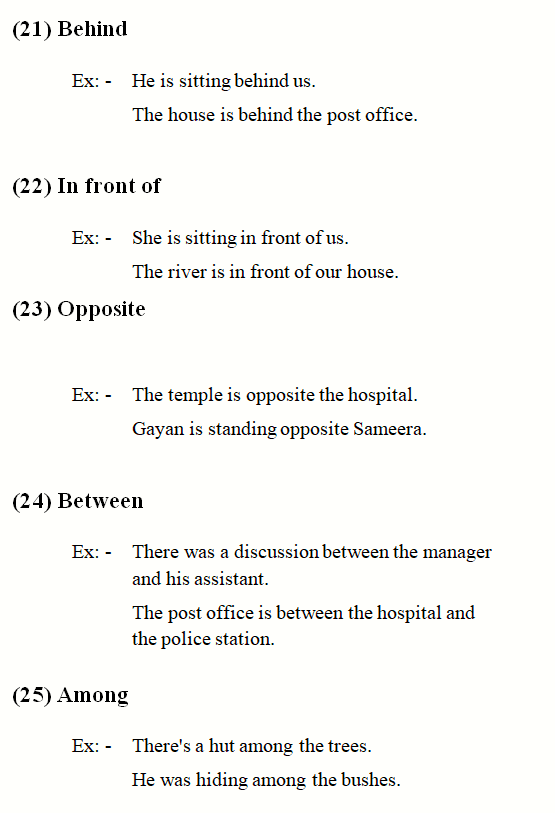 (21) Behind
Ex: - He is sitting behind us.
The house is behind the post office.
(22) In front of
Ex: - She is sitting in front of us.
The river is in front of our house.
(23) Opposite
Ex: - The temple is opposite the hospital.
Gayan is standing opposite Sameera.
(24) Between
Ex: - There was a discussion between the manager
and his assistant.
The post office is between the hospital and
the police station.
(25) Among
Ex: - There's a hut among the trees.
He was hiding among the bushes.